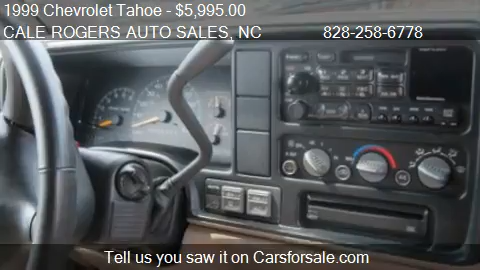 1999 Chevrolet Tahoe - $5,995.00
CALE ROGERS AUTO SALES, NC 828-258-6778
Tell us you saw it on Carsforsale.com